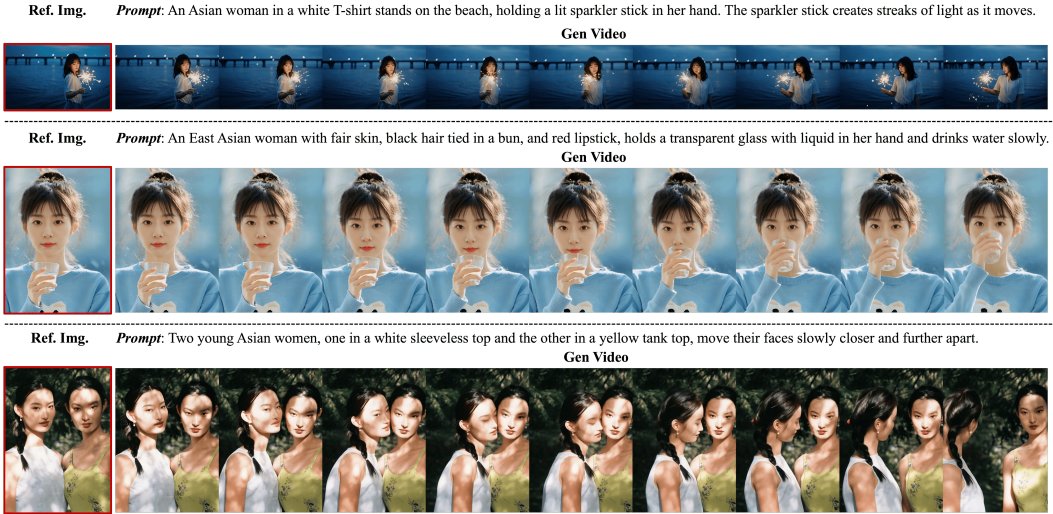 Ref. Img. Prompt: An Asian woman in a white T-shirt stands on the beach, holding a lit sparkler stick in her hand. The sparkler stick creates streaks of light as it moves.
Gen Video
Ref. Img. Prompt: An East Asian woman with fair skin, black hair tied in a bun, and red lipstick, holds a transparent glass with liquid in her hand and drinks water slowly.
Gen Video
Ref. Img. Prompt: Two young Asian women, one in a white sleeveless top and the other in a yellow tank top, move their faces slowly closer and further apart.
Gen Video